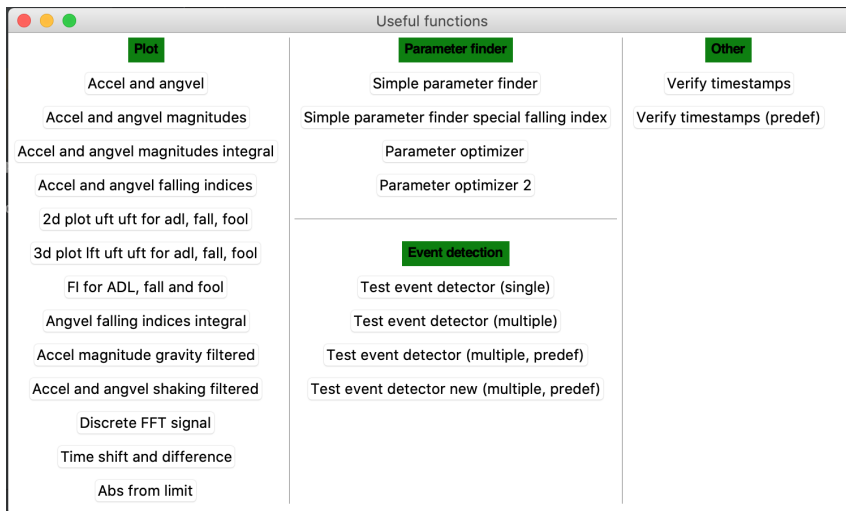 Useful functions
Plot
Accel and angvel
Accel and angvel magnitudes
Accel and angvel magnitudes integral
Accel and angvel falling indices
2d plot uft uft for adl, fall, fool
3d plot lft uft uft for adl, fall, fool
FI for ADL, fall and fool
Angvel falling indices integral
Accel magnitude gravity filtered
Accel and angvel shaking filtered
Discrete FFT signal
Time shift and difference
Abs from limit
Parameter finder
Simple parameter finder
Simple parameter finder special falling index
Parameter optimizer
Parameter optimizer 2
Event detection
Test event detector (single)
Test event detector (multiple)
Test event detector (multiple, predef)
Test event detector new (multiple, predef)
Other
Verify timestamps
Verify timestamps (predef)